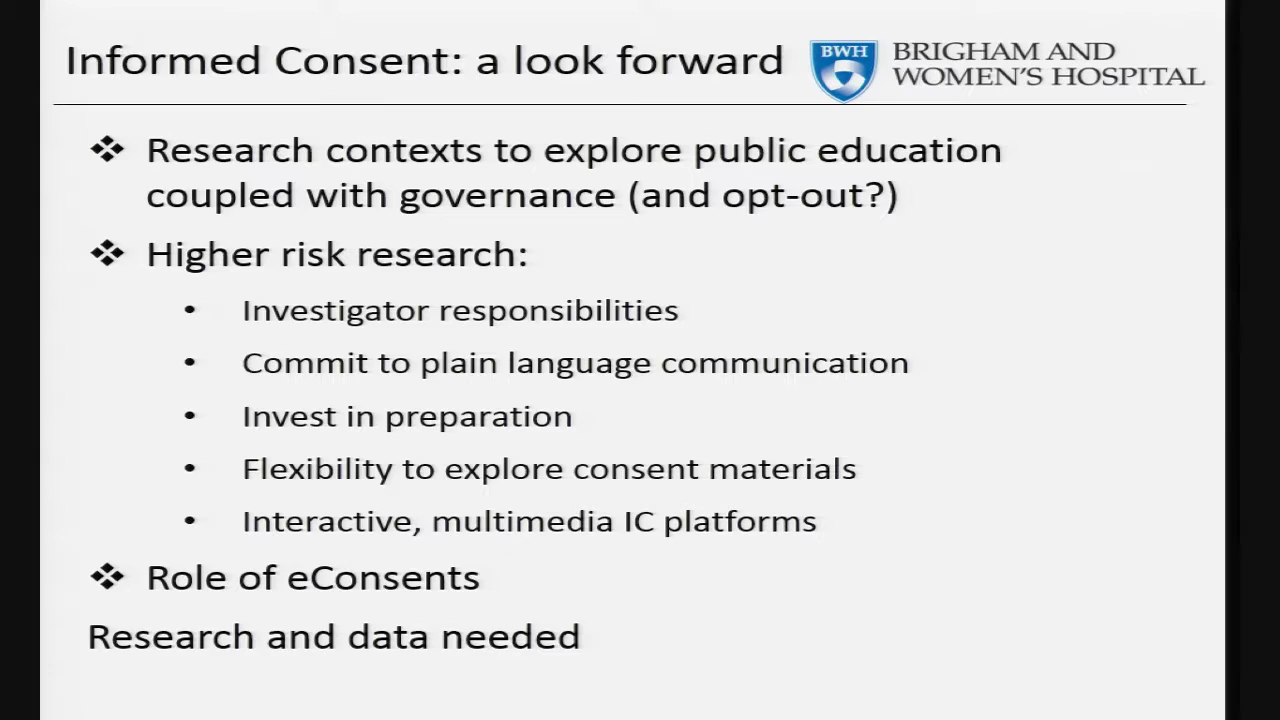 Informed Consent: a look forward
BWH
BRIGHAM AND
WOMEN'S HOSPITAL
❖ Research contexts to explore public education
coupled with governance (and opt-out?)
❖ Higher risk research:
• Investigator responsibilities
• Commit to plain language communication
• Invest in preparation
• Flexibility to explore consent materials
• Interactive, multimedia IC platforms
❖ Role of eConsents
Research and data needed